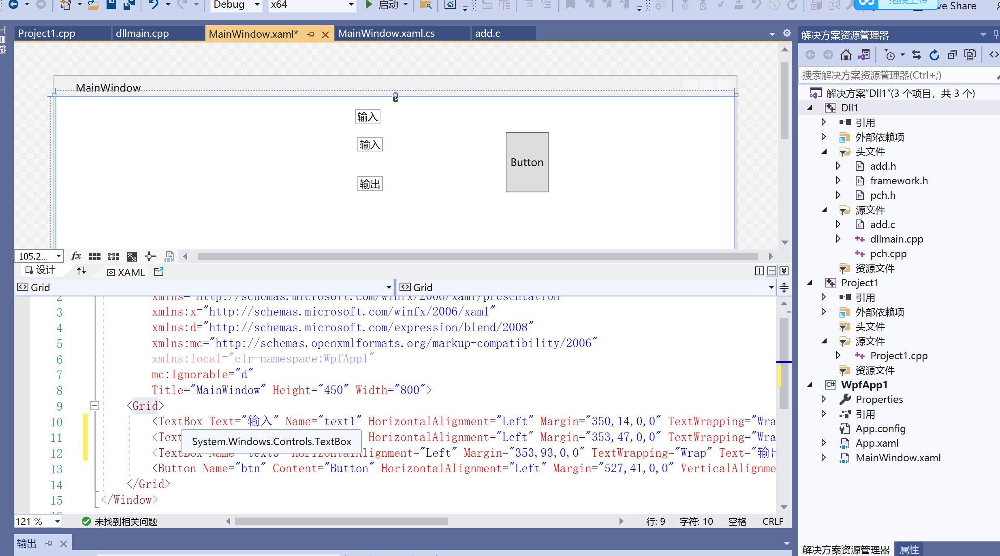 Debug
x64
启动
拖拽上传
ve Share
工具箱
Project1.cpp
dllmain.cpp
MainWindow.xaml*
MainWindow.xaml.cs
add.c
MainWindow
输入
输入
输出
Button
105.2...
设计
XAML
Grid
Grid
2 xmlns="http://schemas.microsoft.com/winfx/2006/xaml/presentation"
3 xmlns:x="http://schemas.microsoft.com/winfx/2006/xaml"
4 xmlns:d="http://schemas.microsoft.com/expression/blend/2008"
5 xmlns:mc="http://schemas.openxmlformats.org/markup-compatibility/2006"
6 xmlns:local="clr-namespace:WpfApp1"
7 mc:Ignorable="d"
8 Title="MainWindow" Height="450" Width="800">
9 <Grid>
10 <TextBox Text="输入" Name="text1" HorizontalAlignment="Left" Margin="350,14,0,0" TextWrapping="Wra
11 <Text HorizontalAlignment="Left" Margin="353,47,0,0" TextWrapping="Wra
System.Windows.Controls.TextBox
12 <TextBox Name="text3" HorizontalAlignment="Left" Margin="353,93,0,0" TextWrapping="Wrap" Text="输出
13 <Button Name="btn" Content="Button" HorizontalAlignment="Left" Margin="527,41,0,0" VerticalAlignme
14 </Grid>
15 </Window>
16
121 %
未找到相关问题
行: 9
字符: 10
空格
CRLF
输出
解决方案资源管理器
搜索解决方案资源管理器(Ctrl+;)
解决方案"Dll1"(3 个项目，共 3 个)
Dll1
引用
外部依赖项
头文件
add.h
framework.h
pch.h
源文件
add.c
dllmain.cpp
pch.cpp
资源文件
Project1
引用
外部依赖项
头文件
源文件
Project1.cpp
资源文件
C# WpfApp1
Properties
引用
App.config
App.xaml
MainWindow.xaml
解决方案资源管理器
属性